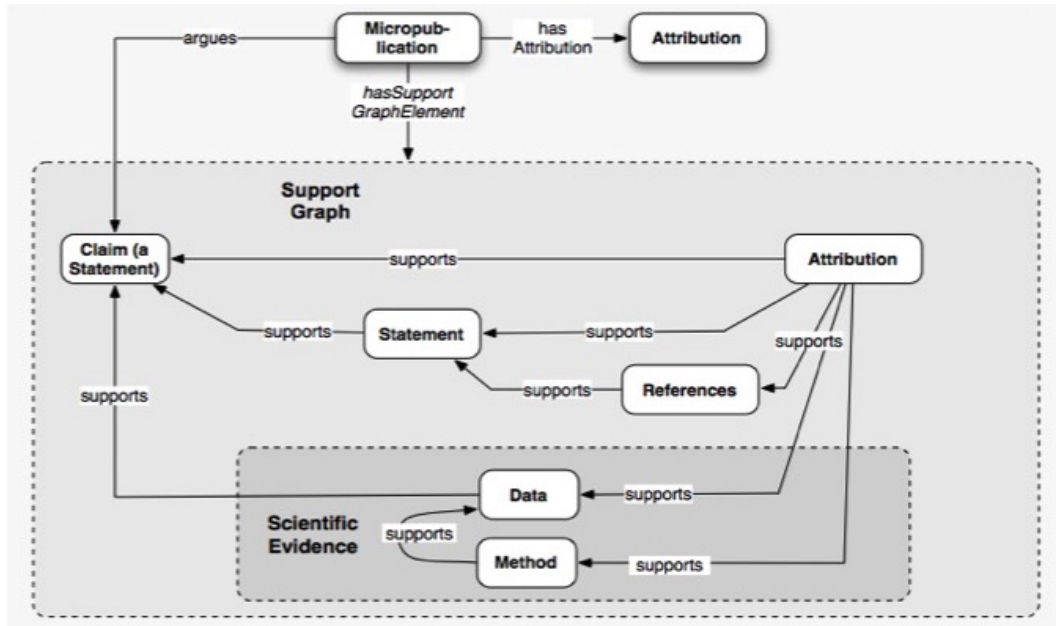 Micropub-
lication
argues
has
Attribution
Attribution
hasSupport
GraphElement
Support
Graph
Claim (a
Statement)
supports
Attribution
supports
Statement
supports
supports
supports
supports
References
supports
Data
supports
Scientific
Evidence
supports
Method
supports